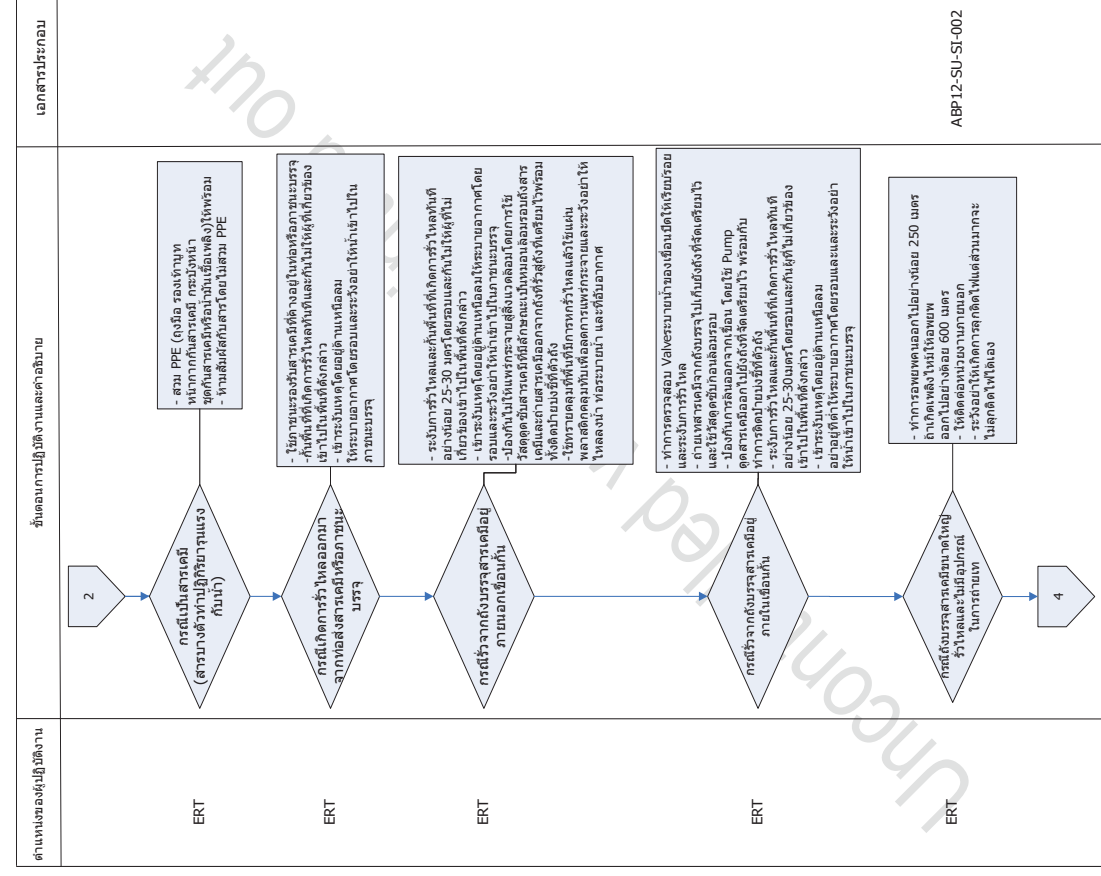 ตำแหน่งของผู้ปฏิบัติงาน
ขั้นตอนการปฏิบัติงานและคำอธิบาย
เอกสารประกอบ
2
ERT
กรณีเป็นสารเคมี
(สารบางตัวทำปฏิกิริยารุนแรง
กับน้ำ)
- สวม PPE (ถุงมือ รองเท้าบูท
หน้ากากกันสารเคมี กระบังหน้า
ชุดกันสารเคมีหรือน้ำมันเชื้อเพลิง)ให้พร้อม
- ห้ามสัมผัสกับสารโดยไม่สวม PPE
ERT
กรณีเกิดการรั่วไหลออกมา
จากท่อส่งสารเคมีหรือภาชนะ
บรรจุ
- ใช้ภาชนะรองรับสารเคมีที่ค้างอยู่ในท่อหรือภาชนะบรรจุ
-กั้นพื้นที่ที่เกิดการรั่วไหลทันทีและกันไม่ให้ผู้ที่เกี่ยวข้อง
เข้าไปในพื้นที่ดังกล่าว
- เข้าระงับเหตุโดยอยู่ด้านเหนือลม
ให้ระบายอากาศโดยรอบและระวังอย่าให้น้ำเข้าไปใน
ภาชนะบรรจุ
ERT
กรณีรั่วจากถังบรรจุสารเคมีอยู่
ภายนอกเขื่อนกั้น
- ระงับการรั่วไหลและกั้นพื้นที่ที่เกิดการรั่วไหลทันที
อย่างน้อย 25-30 เมตรโดยรอบและกันไม่ให้ผู้ที่ไม่
เกี่ยวข้องเข้าไปในพื้นที่ดังกล่าว
- เข้าระงับเหตุโดยอยู่ด้านเหนือลมให้ระบายอากาศโดย
รอบและระวังอย่าให้น้ำเข้าไปในภาชนะบรรจุ
-ป้องกันไม่ให้แพร่กระจายสู่สิ่งแวดล้อมโดยการใช้
วัสดุดูดซับสารเคมีที่มีลักษณะเป็นหมอนล้อมรอบถังสาร
เคมีและถ่ายสารเคมีออกจากถังที่รั่วสู่ถังที่เตรียมไว้พร้อม
ทั้งติดป้ายบ่งชี้ที่ตัวถัง
-ใช้ทรายคลุมที่พื้นที่มีการหกรั่วไหลแล้วใช้แผ่น
พลาสติกคลุมทับเพื่อลดการแพร่กระจายและระวังอย่าให้
ไหลลงน้ำ ท่อระบายน้ำ และที่อับอากาศ
ERT
กรณีรั่วจากถังบรรจุสารเคมีอยู่
ภายในเขื่อนกั้น
- ทำการตรวจสอบ Valveระบายน้ำของเขื่อนปิดให้เรียบร้อย
และระงับการรั่วไหล
- ถ่ายเทสารเคมีจากถังบรรจุไปเก็บยังถังที่จัดเตรียมไว้
และใช้วัสดุดูดซับก่อนล้อมรอบ
- ป้องกันการล้นออกจากเขื่อน โดยใช้ Pump
ดูดสารเคมีออกไปยังถังที่จัดเตรียมไว้ พร้อมกับ
ทำการติดป้ายบ่งชี้ที่ตัวถัง
- ระงับการรั่วไหลและกั้นพื้นที่ที่เกิดการรั่วไหลทันที
อย่างน้อย 25-30เมตรโดยรอบและกันผู้ที่ไม่เกี่ยวข้อง
เข้าไปในพื้นที่ดังกล่าว
- เข้าระงับเหตุโดยอยู่ด้านเหนือลม
อย่าอยู่ที่ต่ำให้ระบายอากาศโดยรอบและและระวังอย่า
ให้น้ำเข้าไปในภาชนะบรรจุ
ERT
กรณีถังบรรจุสารเคมีขนาดใหญ่
รั่วไหลและไม่มีอุปกรณ์
ในการถ่ายเท
- ทำการอพยพคนออกไปอย่างน้อย 250 เมตร
ถ้าเกิดเพลิงไหม้ให้อพยพ
ออกไปอย่างต้อย 600 เมตร
- ให้ติดต่อหน่วยงานภายนอก
- ระวังอย่าให้เกิดการลุกติดไฟแต่ส่วนมากจะ
ไม่ลุกติดไฟได้เอง
ABP12-SU-SI-002
4